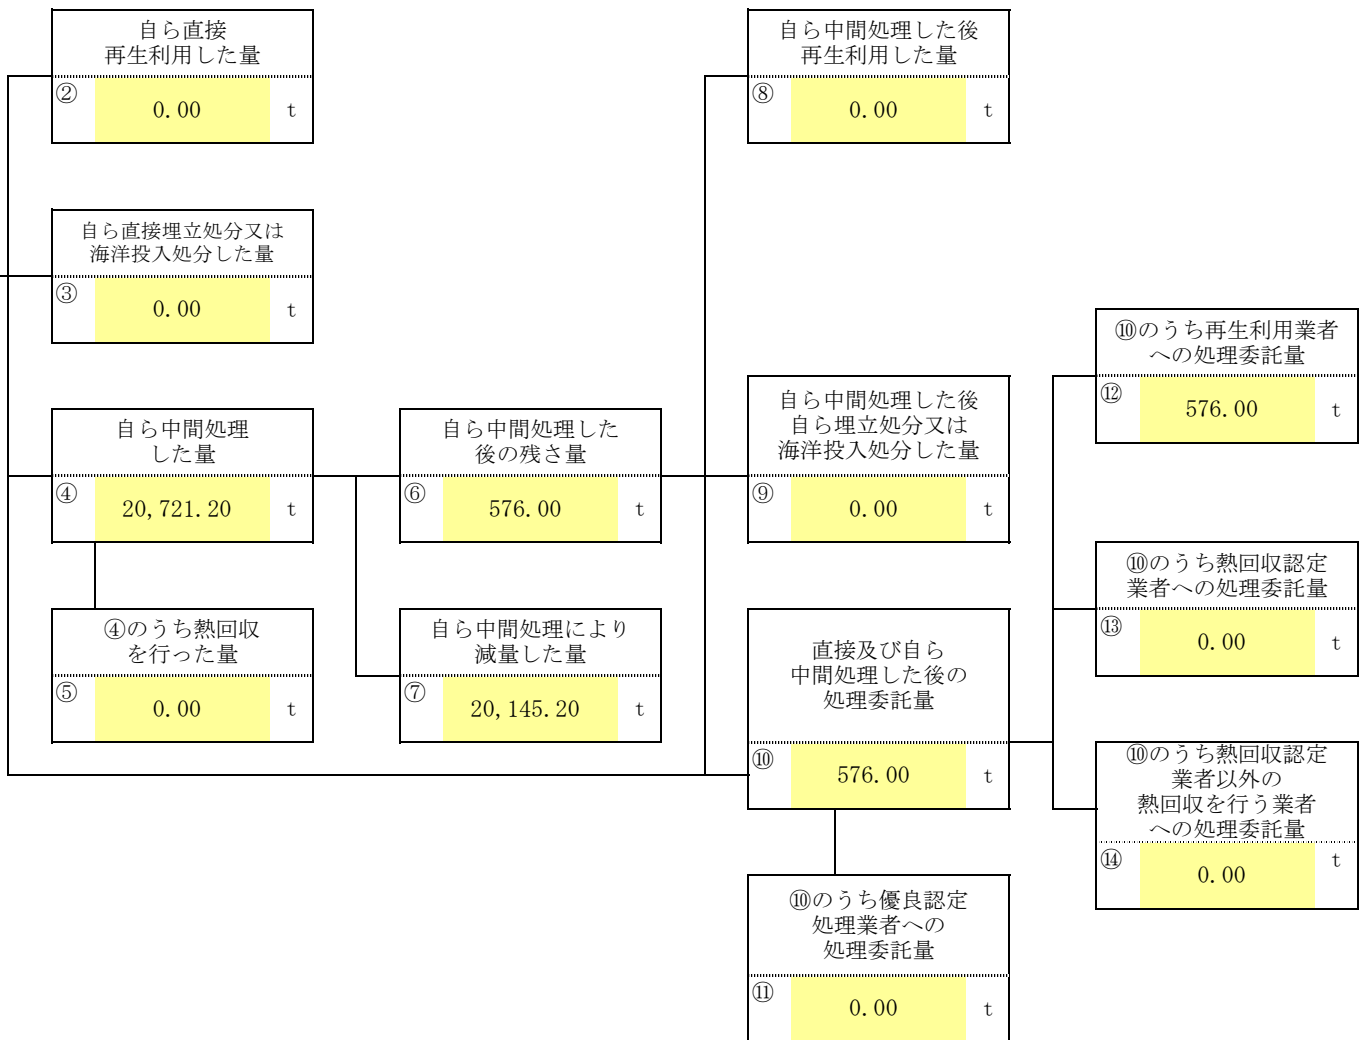 自ら直接
再生利用した量
②
0.00
t
自ら直接埋立処分又は
海洋投入処分した量
③
0.00
t
自ら中間処理
した量
④
20,721.20
t
④のうち熱回収
を行った量
⑤
0.00
t
自ら中間処理した
後の残さ量
⑥
576.00
t
自ら中間処理により
減量した量
⑦
20,145.20
t
自ら中間処理した後
再生利用した量
⑧
0.00
t
自ら中間処理した後
自ら埋立処分又は
海洋投入処分した量
⑨
0.00
t
直接及び自ら
中間処理した後の
処理委託量
⑩
576.00
t
⑩のうち優良認定
処理業者への
処理委託量
⑪
0.00
t
⑩のうち再生利用業者
への処理委託量
⑫
576.00
t
⑩のうち熱回収認定
業者への処理委託量
⑬
0.00
t
⑩のうち熱回収認定
業者以外の
熱回収を行う業者
への処理委託量
⑭
0.00
t